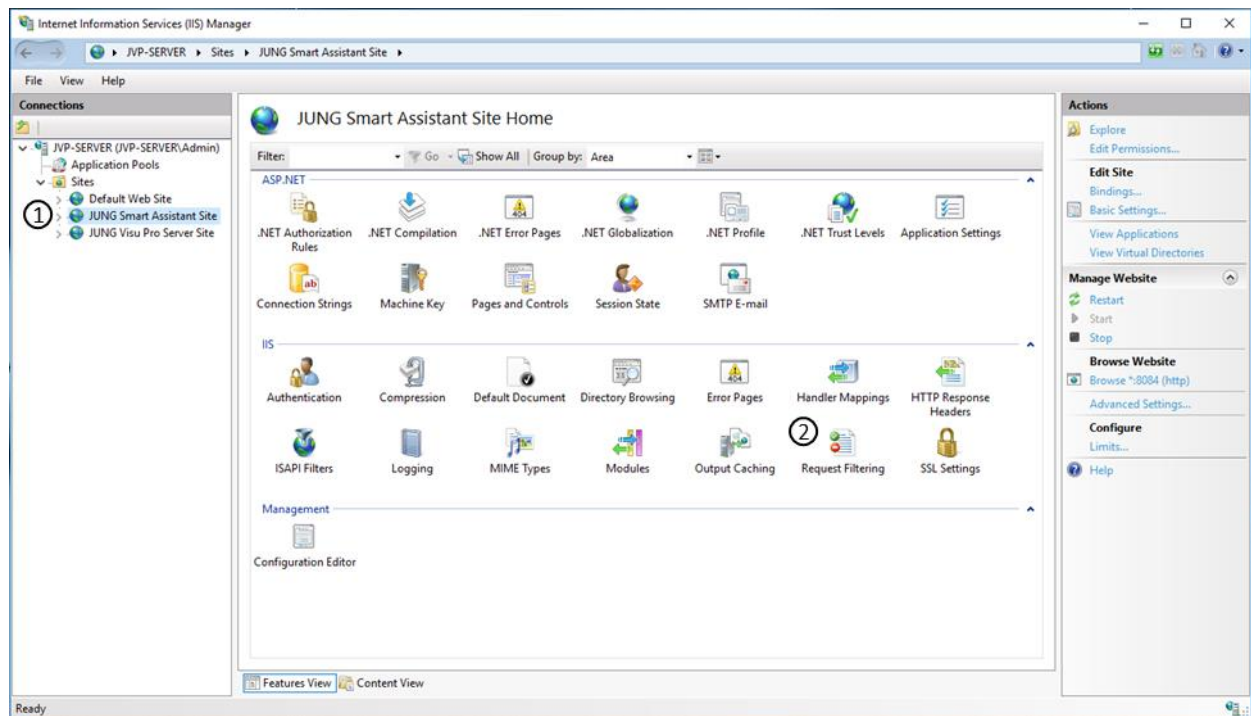 Internet Information Services (IIS) Manager
JVP-SERVER Sites JUNG Smart Assistant Site
File View Help
Connections
JVP-SERVER (JVP-SERVER\Admin)
Application Pools
Sites
Default Web Site
1 JUNG Smart Assistant Site
JUNG Visu Pro Server Site
JUNG Smart Assistant Site Home
Filter: Go Show All Group by: Area
ASP.NET
.NET Authorization Rules
.NET Compilation
.NET Error Pages
.NET Globalization
.NET Profile
.NET Trust Levels
Application Settings
Connection Strings
Machine Key
Pages and Controls
Session State
SMTP E-mail
IIS
Authentication
Compression
Default Document
Directory Browsing
Error Pages
Handler Mappings
HTTP Response Headers
ISAPI Filters
Logging
MIME Types
Modules
Output Caching
2 Request Filtering
SSL Settings
Management
Configuration Editor
Features View Content View
Actions
Explore
Edit Permissions...
Edit Site
Bindings...
Basic Settings...
View Applications
View Virtual Directories
Manage Website
Restart
Start
Stop
Browse Website
Browse *:8084 (http)
Advanced Settings...
Configure
Limits...
Help
Ready